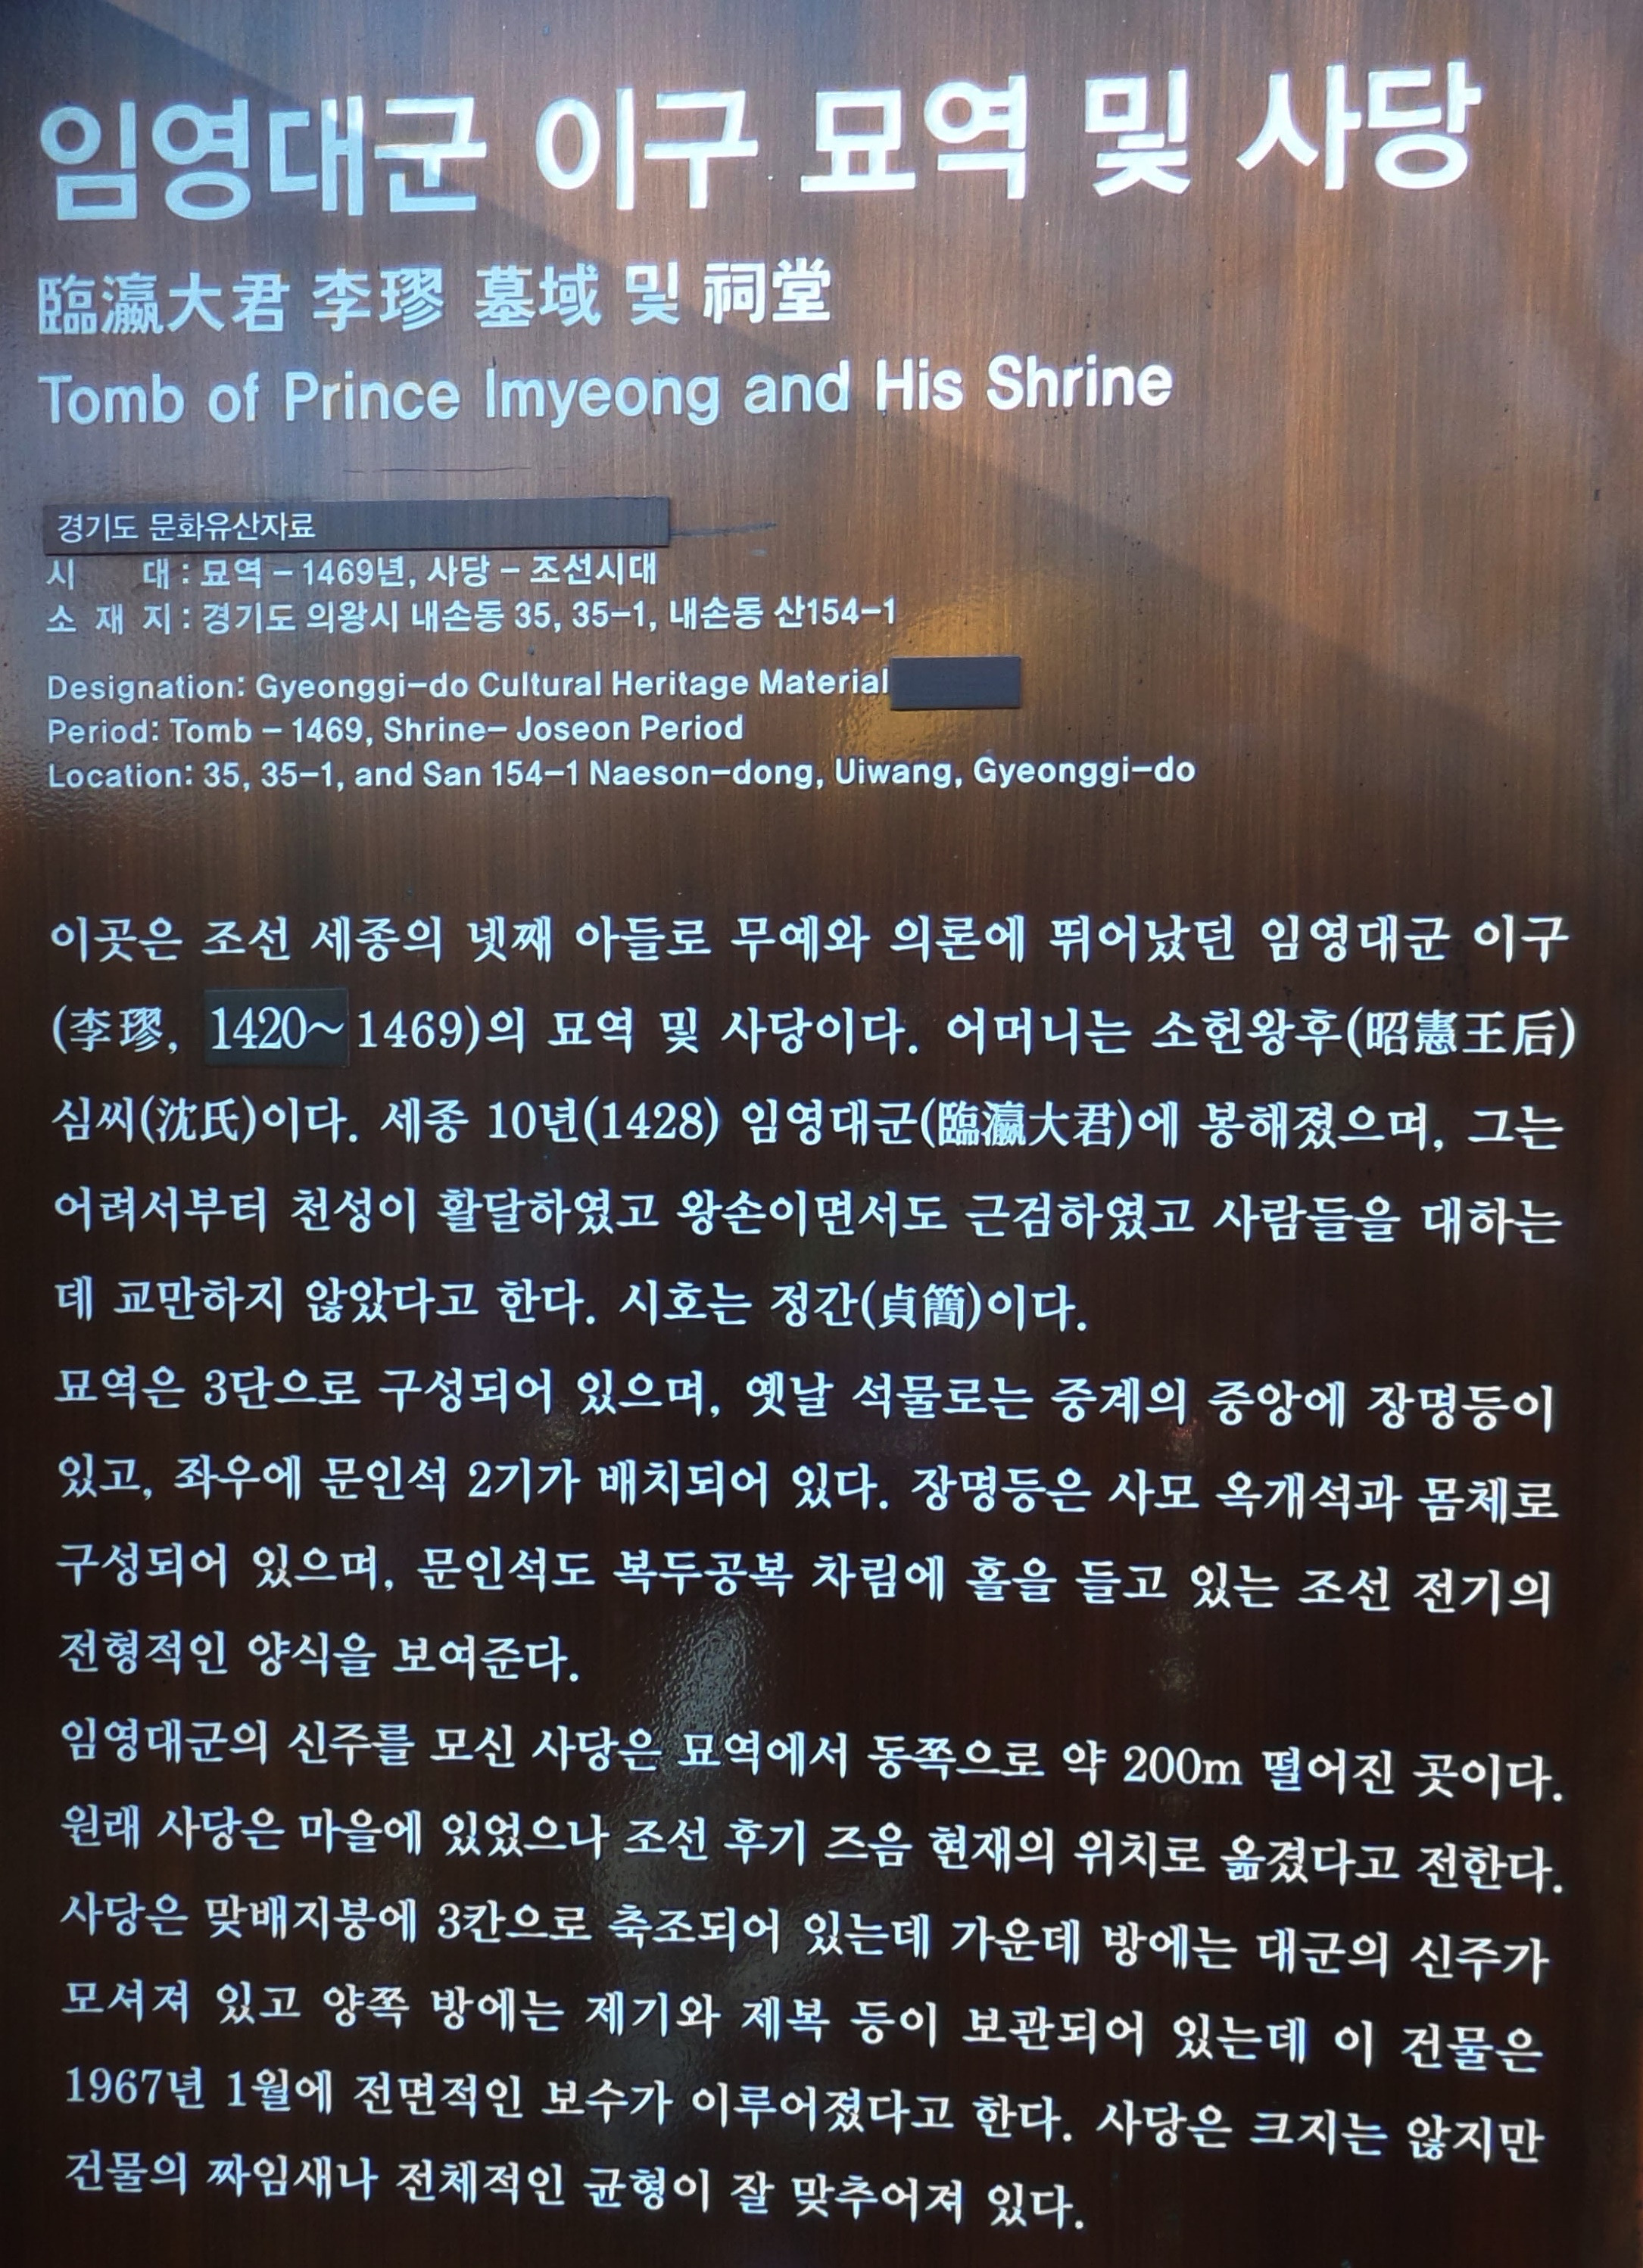 임영대군 이구 묘역 및 사당
臨瀛大君 李璆 墓域 및 祠堂
Tomb of Prince Imyeong and His Shrine
경기도 문화유산자료
시 대 : 묘역 – 1469년, 사당 – 조선시대
소 재 지 : 경기도 의왕시 내손동 35, 35-1, 내손동 산154-1
Designation: Gyeonggi-do Cultural Heritage Material
Period: Tomb – 1469, Shrine- Joseon Period
Location: 35, 35-1, and San 154-1 Naeson-dong, Uiwang, Gyeonggi-do
이곳은 조선 세종의 넷째 아들로 무예와 의론에 뛰어났던 임영대군 이구
(李璆, 1420~1469)의 묘역 및 사당이다. 어머니는 소헌왕후(昭憲王后)
심씨(沈氏)이다. 세종 10년(1428) 임영대군(臨瀛大君)에 봉해졌으며, 그는
어려서부터 천성이 활달하였고 왕손이면서도 근검하였고 사람들을 대하는
데 교만하지 않았다고 한다. 시호는 정간(貞簡)이다.
묘역은 3단으로 구성되어 있으며, 옛날 석물로는 중계의 중앙에 장명등이
있고, 좌우에 문인석 2기가 배치되어 있다. 장명등은 사모 옥개석과 몸체로
구성되어 있으며, 문인석도 복두공복 차림에 홀을 들고 있는 조선 전기의
전형적인 양식을 보여준다.
임영대군의 신주를 모신 사당은 묘역에서 동쪽으로 약 200m 떨어진 곳이다.
원래 사당은 마을에 있었으나 조선 후기 즈음 현재의 위치로 옮겼다고 전한다.
사당은 맞배지붕에 3칸으로 축조되어 있는데 가운데 방에는 대군의 신주가
모셔져 있고 양쪽 방에는 제기와 제복 등이 보관되어 있는데 이 건물은
1967년 1월에 전면적인 보수가 이루어졌다고 한다. 사당은 크지는 않지만
건물의 짜임새나 전체적인 균형이 잘 맞추어져 있다.